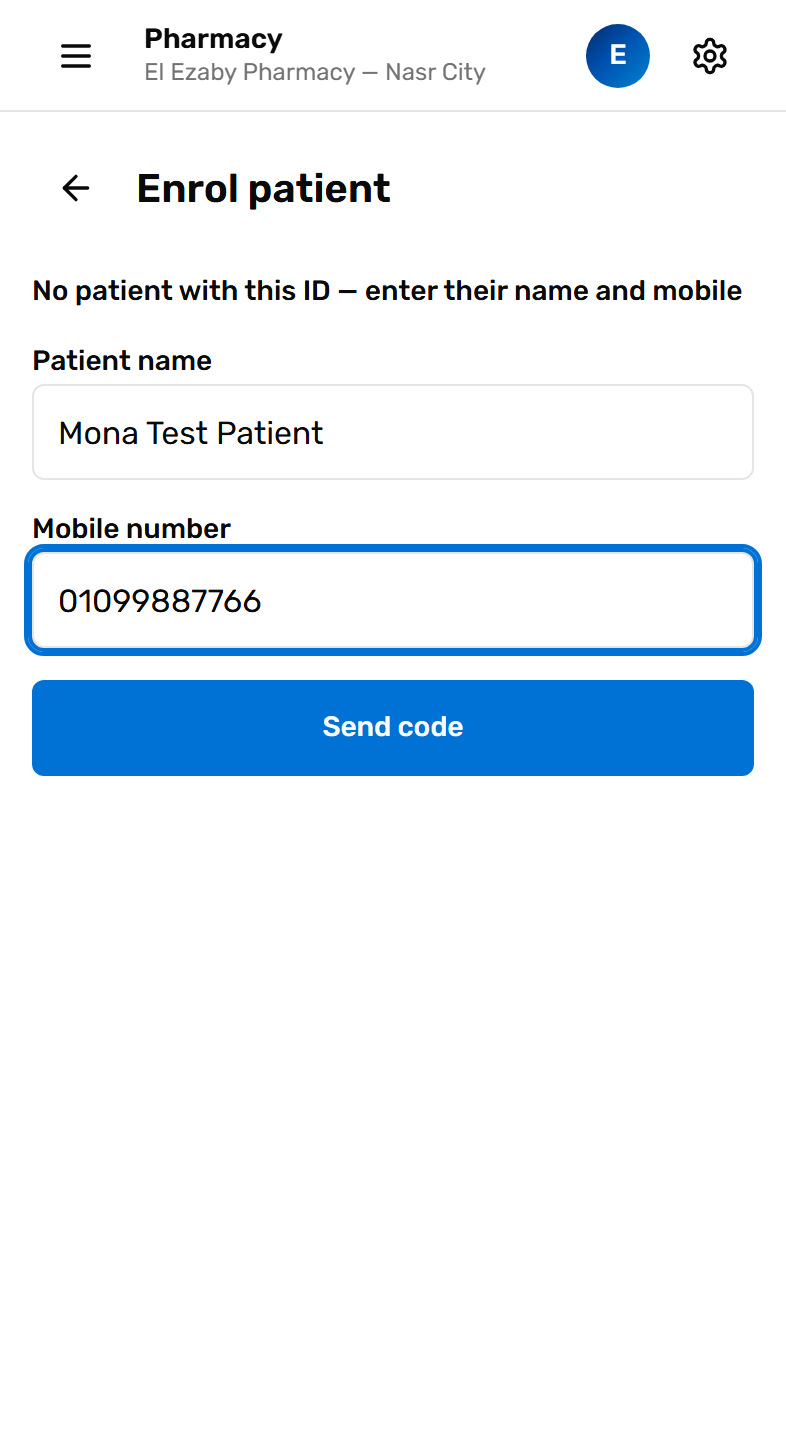 Pharmacy
El Ezaby Pharmacy — Nasr City
E
Enrol patient
No patient with this ID — enter their name and mobile
Patient name
Mona Test Patient
Mobile number
01099887766
Send code